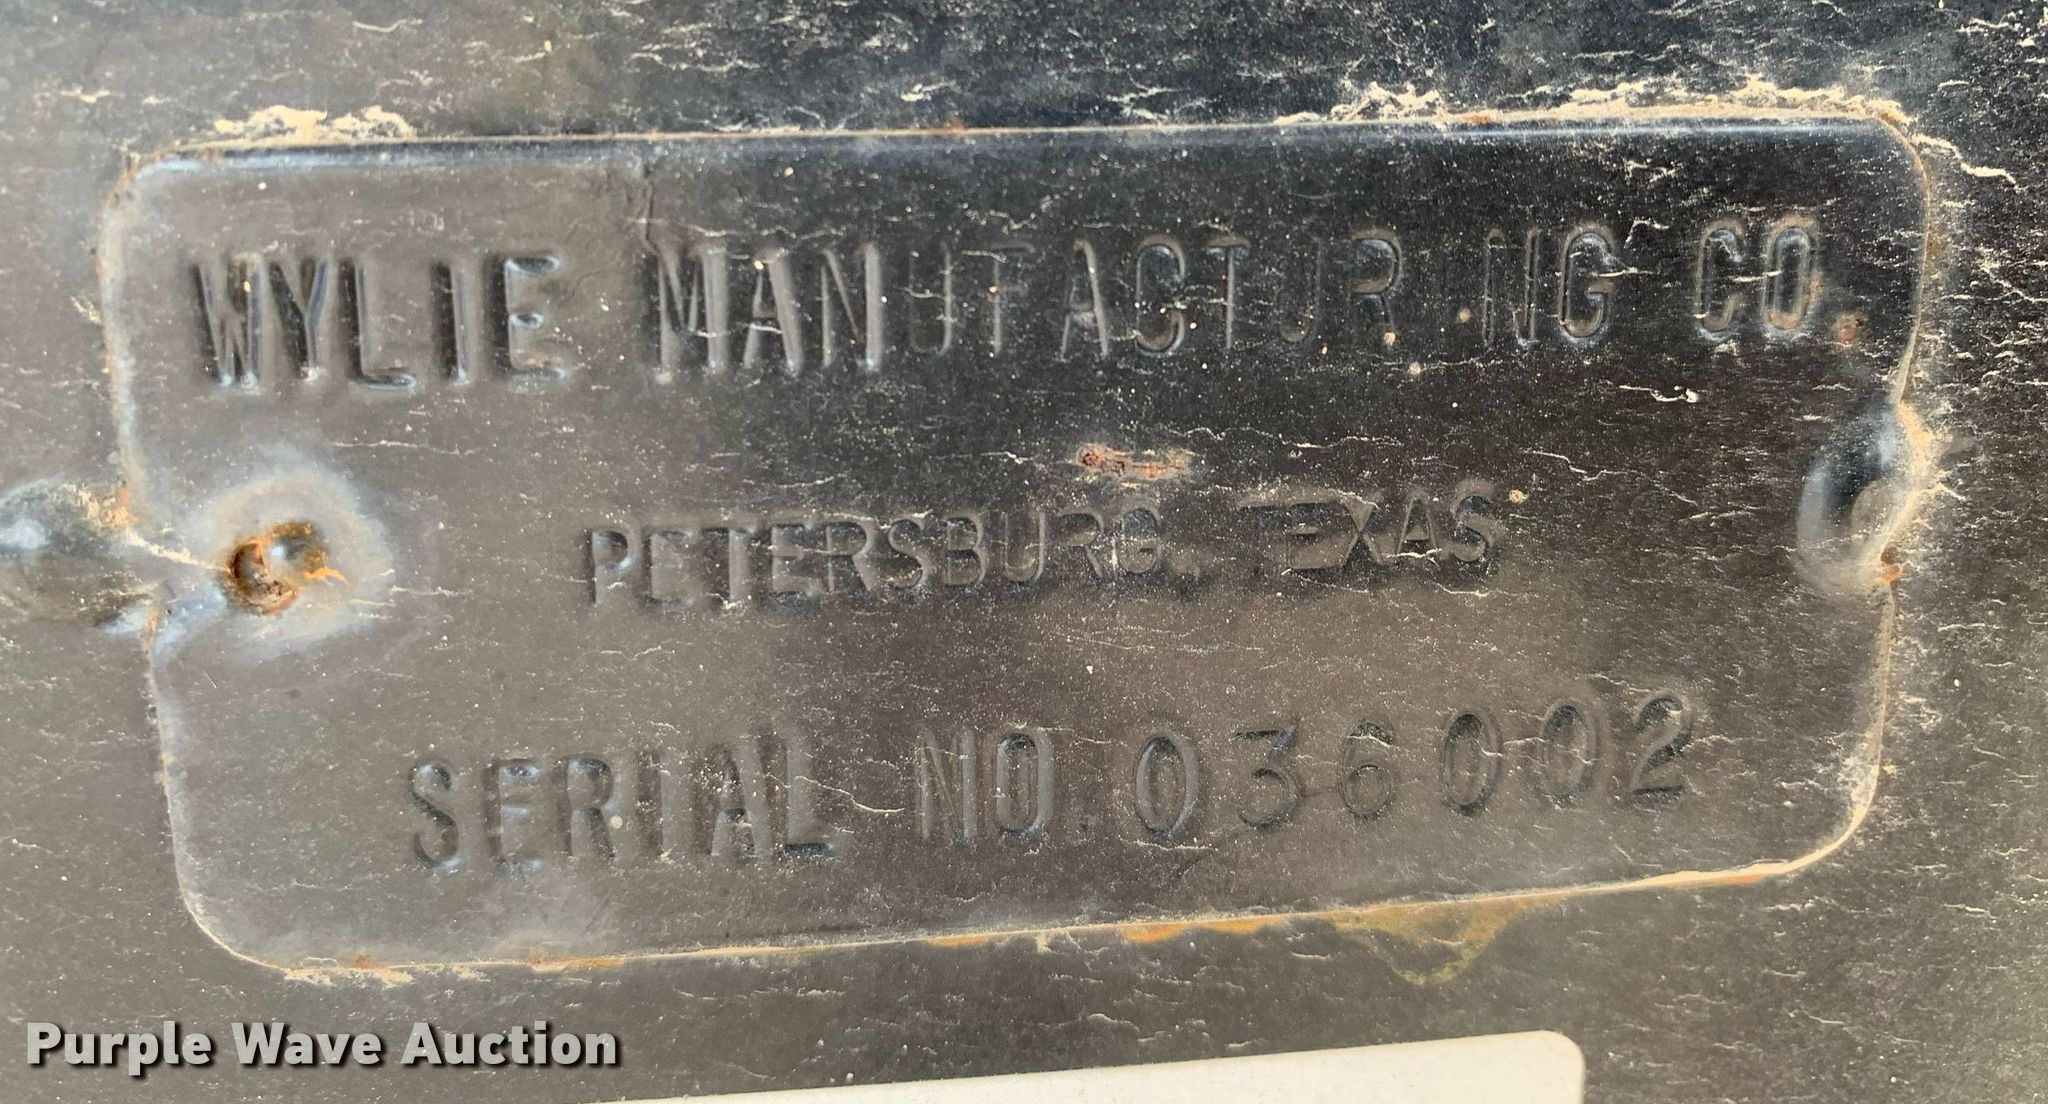 WYLIE MANUFACTURING CO.
PETERSBURG, TEXAS
SERIAL NO. 036002
Purple Wave Auction